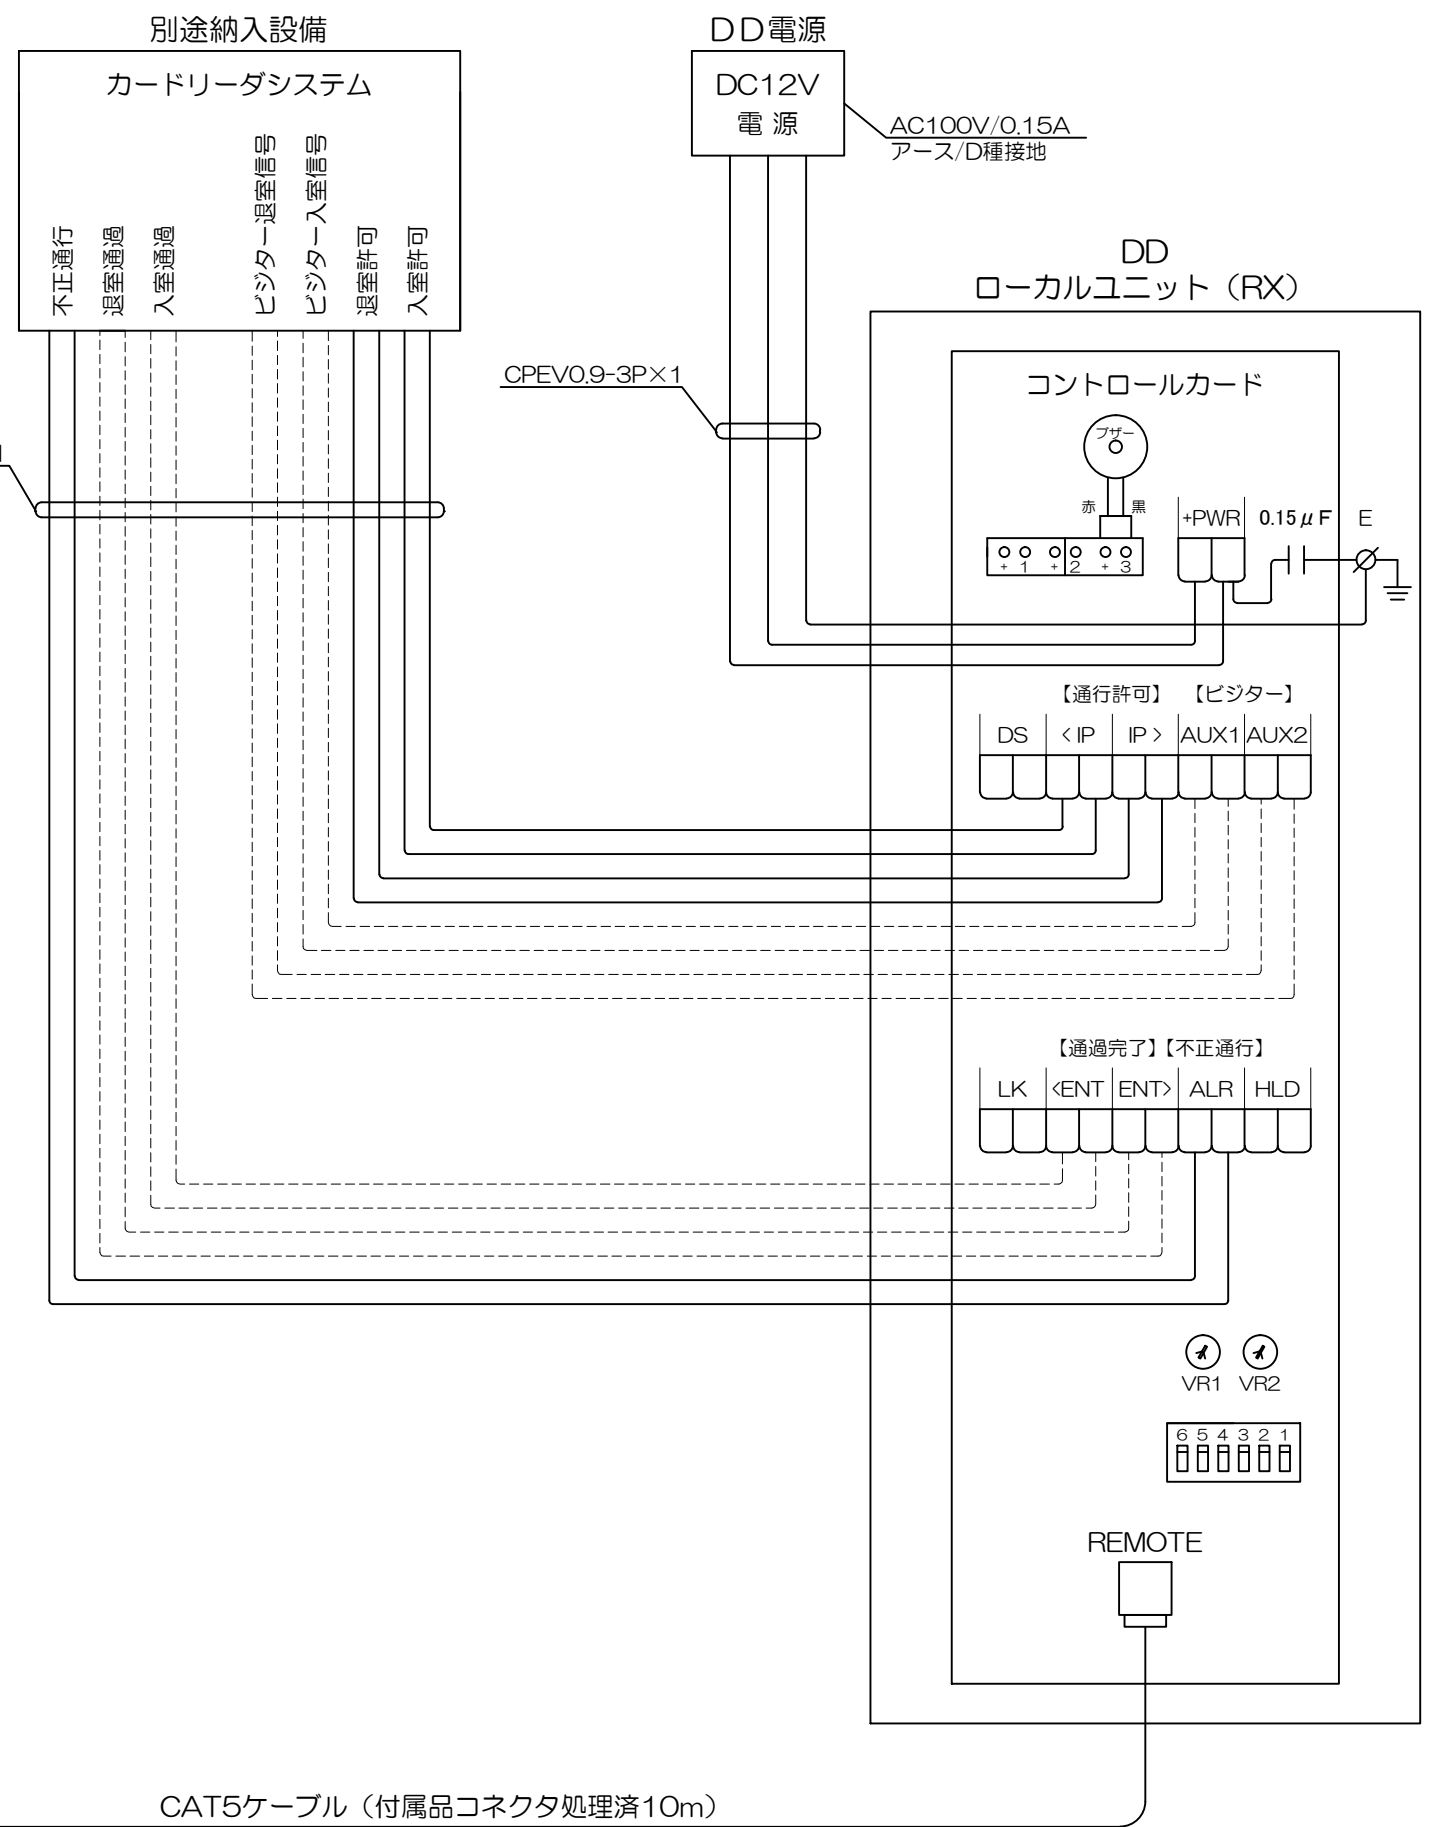 別途納入設備
カードリーダシステム
不正通行
退室通過
入室通過
ビジター退室信号
ビジター入室信号
退室許可
入室許可
DD電源
DC12V
電源
AC100V/0.15A
アース/D種接地
CPEV0.9-3P×1
DD
ローカルユニット（RX）
コントロールカード
ブザー
赤 黒
+ 1 + 2 + 3
+PWR 0.15μF E
【通行許可】 【ビジター】
DS <IP IP> AUX1 AUX2
【通過完了】【不正通行】
LK <ENT ENT> ALR HLD
VR1 VR2
6 5 4 3 2 1
REMOTE
CAT5ケーブル（付属品コネクタ処理済10m）